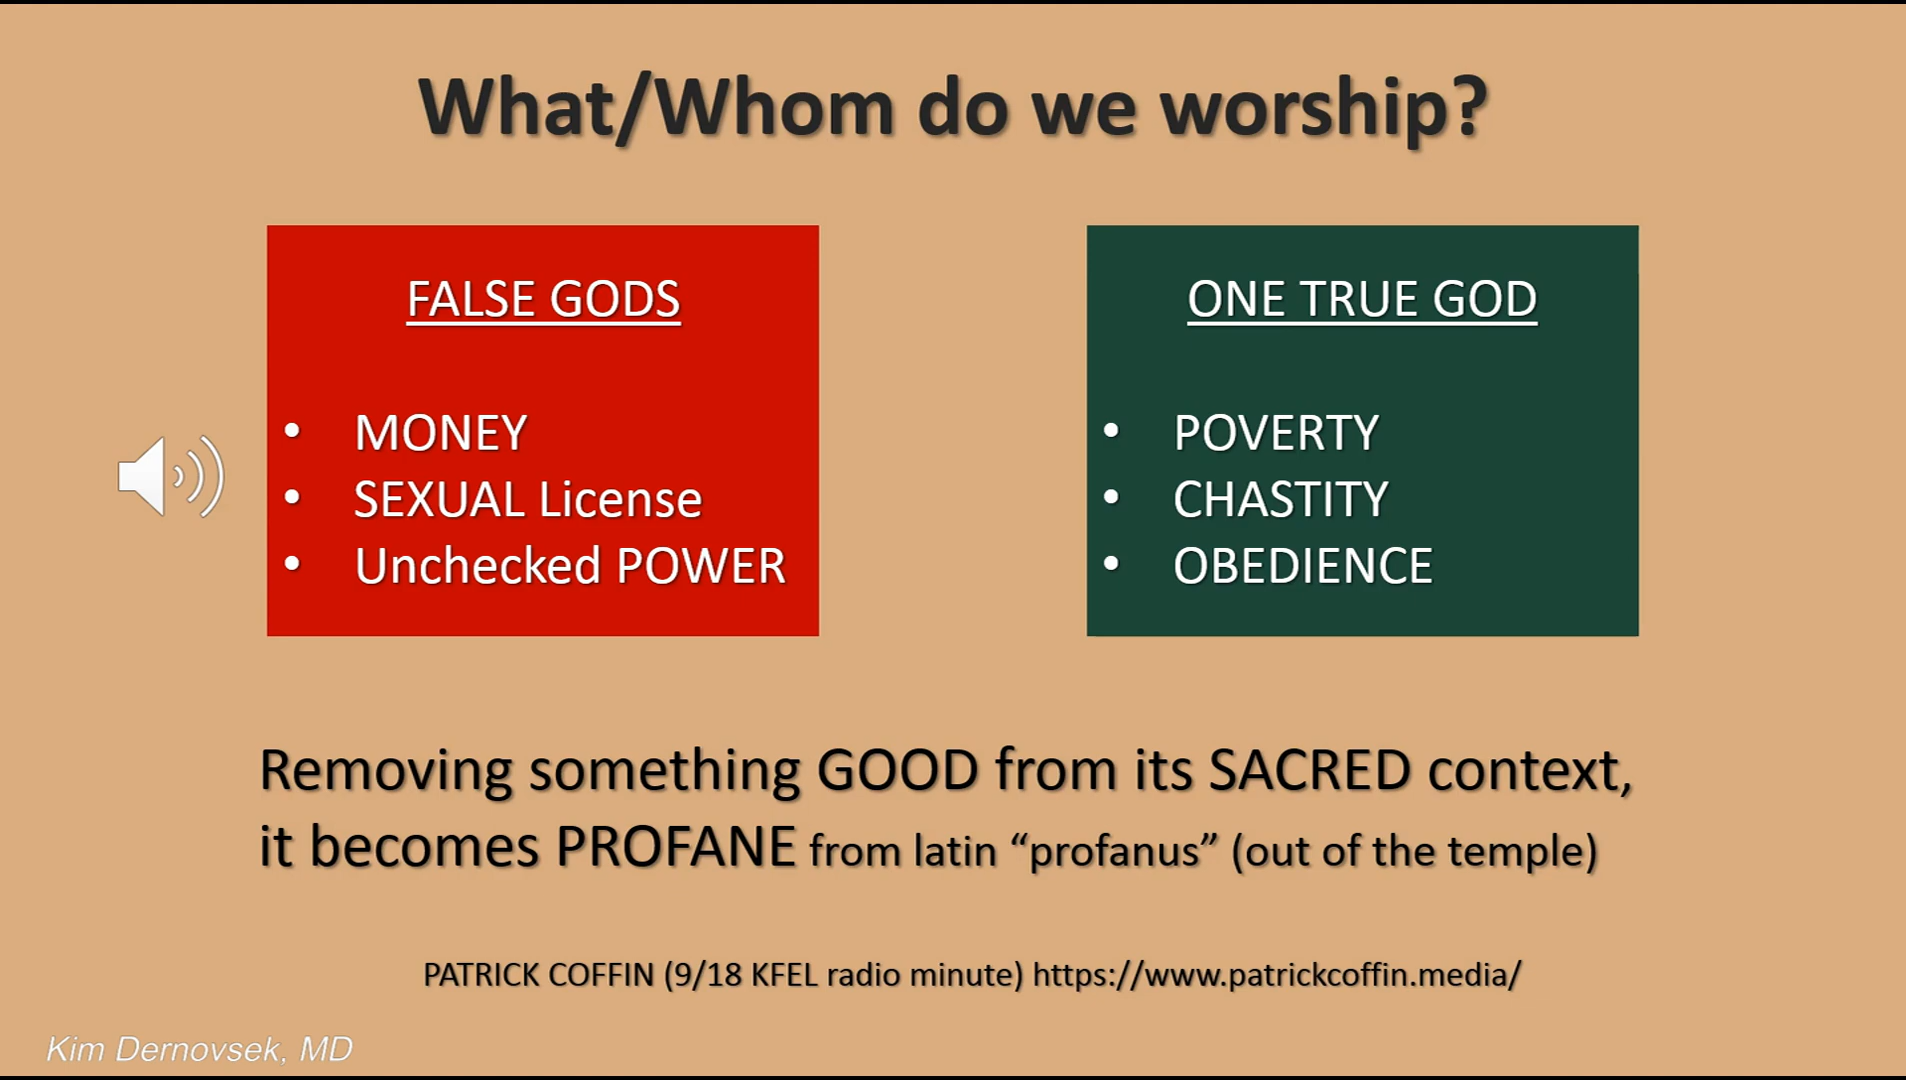 What/Whom do we worship?
FALSE GODS
• MONEY
• SEXUAL License
• Unchecked POWER
ONE TRUE GOD
• POVERTY
• CHASTITY
• OBEDIENCE
Removing something GOOD from its SACRED context,
it becomes PROFANE from latin “profanus” (out of the temple)
PATRICK COFFIN (9/18 KFEL radio minute) https://www.patrickcoffin.media/
Kim Dernovsek, MD